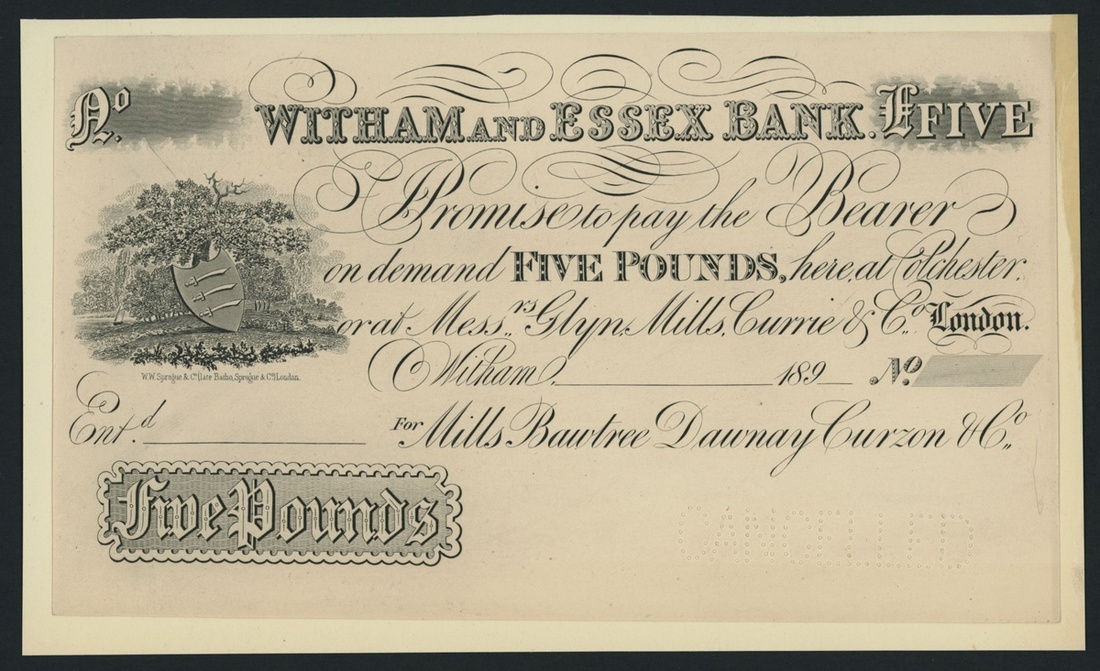 No. WITHAM AND ESSEX BANK. £FIVE
I Promise to pay the Bearer
on demand FIVE POUNDS, here, at Colchester.
or at Messrs. Glyn, Mills, Currie & Co. London.
W.W. Sprague & Co. (late Radbo, Sprague & Co.) London.
Witham, 189 No.
Entd. For Mills Bawtree Dawnay Curzon & Co.
Five Pounds
CANCELLED